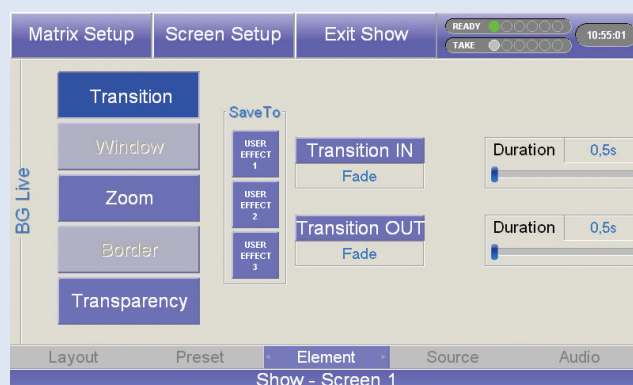 Matrix Setup Screen Setup Exit Show READY 10:55:01
TAKE
Transition
SaveTo
Window USER EFFECT 1 Transition IN Duration 0,5s
Fade
BG Live
Zoom USER EFFECT 2
Transition OUT Duration 0,5s
Border USER EFFECT 3 Fade
Transparency
Layout Preset Element Source Audio
Show - Screen 1